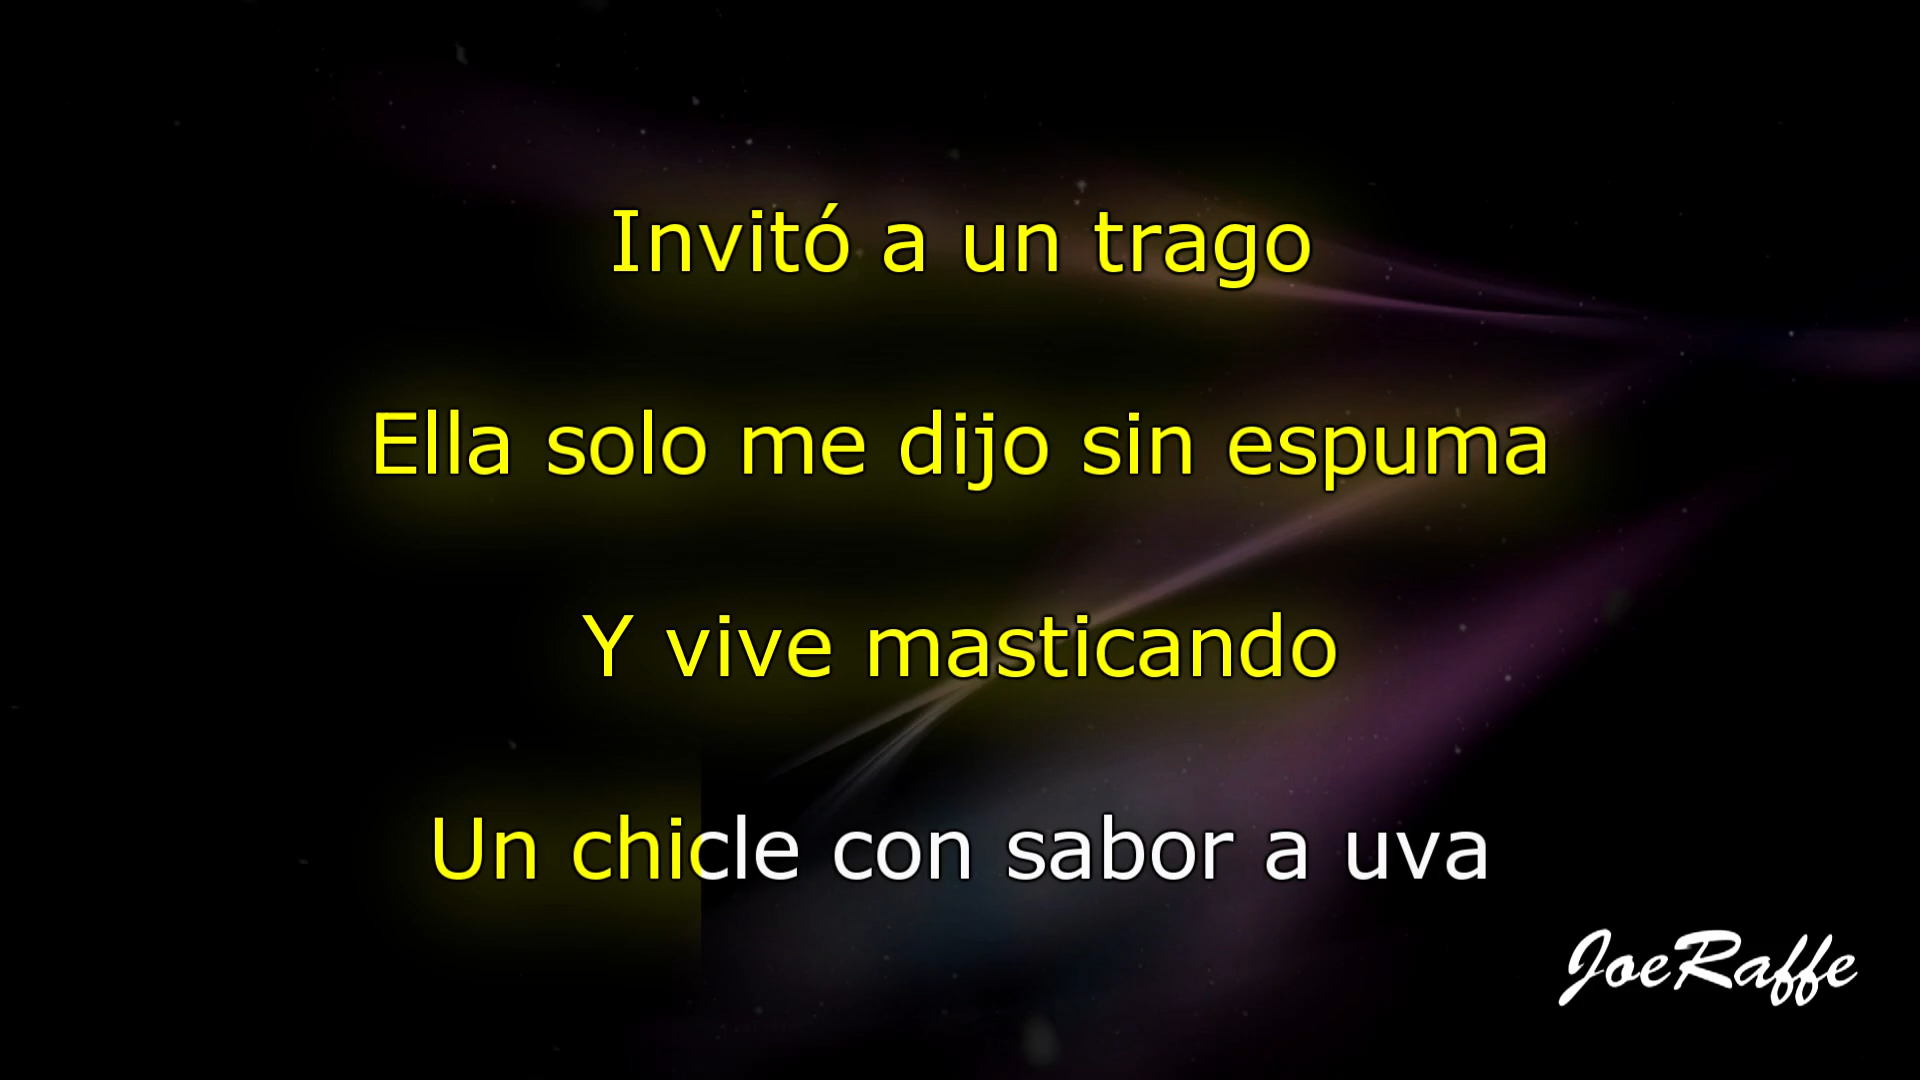 Invitó a un trago
Ella solo me dijo sin espuma
Y vive masticando
Un chicle con sabor a uva
JoeRaffe